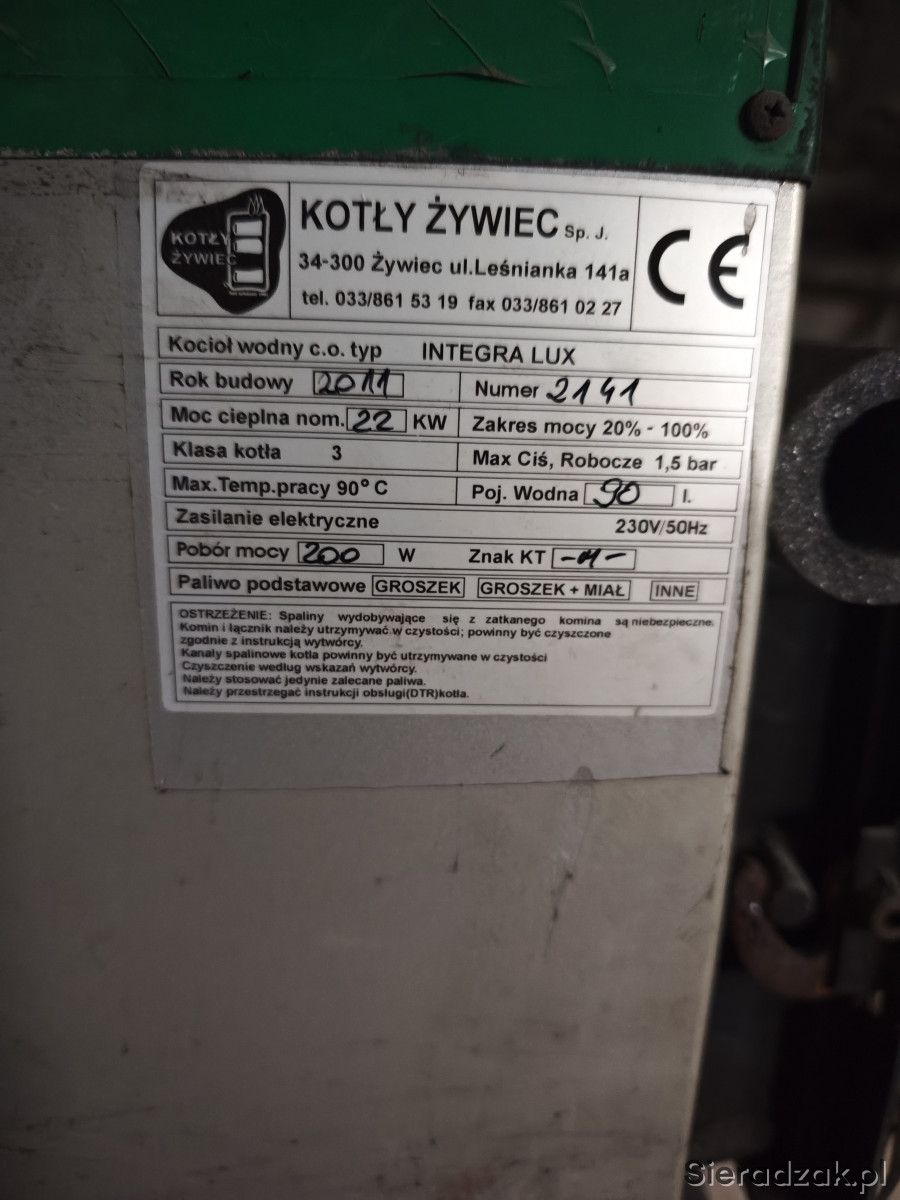 KOTŁY
ŻYWIEC
KOTŁY ŻYWIEC Sp. J.
34-300 Żywiec ul.Leśnianka 141a
tel. 033/861 53 19 fax 033/861 02 27
CE
Kocioł wodny c.o. typ INTEGRA LUX
Rok budowy 2011 Numer 2141
Moc cieplna nom. 22 KW Zakres mocy 20% - 100%
Klasa kotła 3 Max Ciś, Robocze 1,5 bar
Max.Temp.pracy 90° C Poj. Wodna 90 l.
Zasilanie elektryczne 230V/50Hz
Pobór mocy 200 W Znak KT
Paliwo podstawowe GROSZEK GROSZEK + MIAŁ INNE
OSTRZEŻENIE: Spaliny wydobywające się z zatkanego komina są niebezpieczne.
Komin i łącznik należy utrzymywać w czystości; powinny być czyszczone
zgodnie z instrukcją wytwórcy.
Kanały spalinowe kotła powinny być utrzymywane w czystości
Czyszczenie według wskazań wytwórcy.
Należy stosować jedynie zalecane paliwa.
Należy przestrzegać instrukcji obsługi(DTR)kotla.
Sieradzak.pl